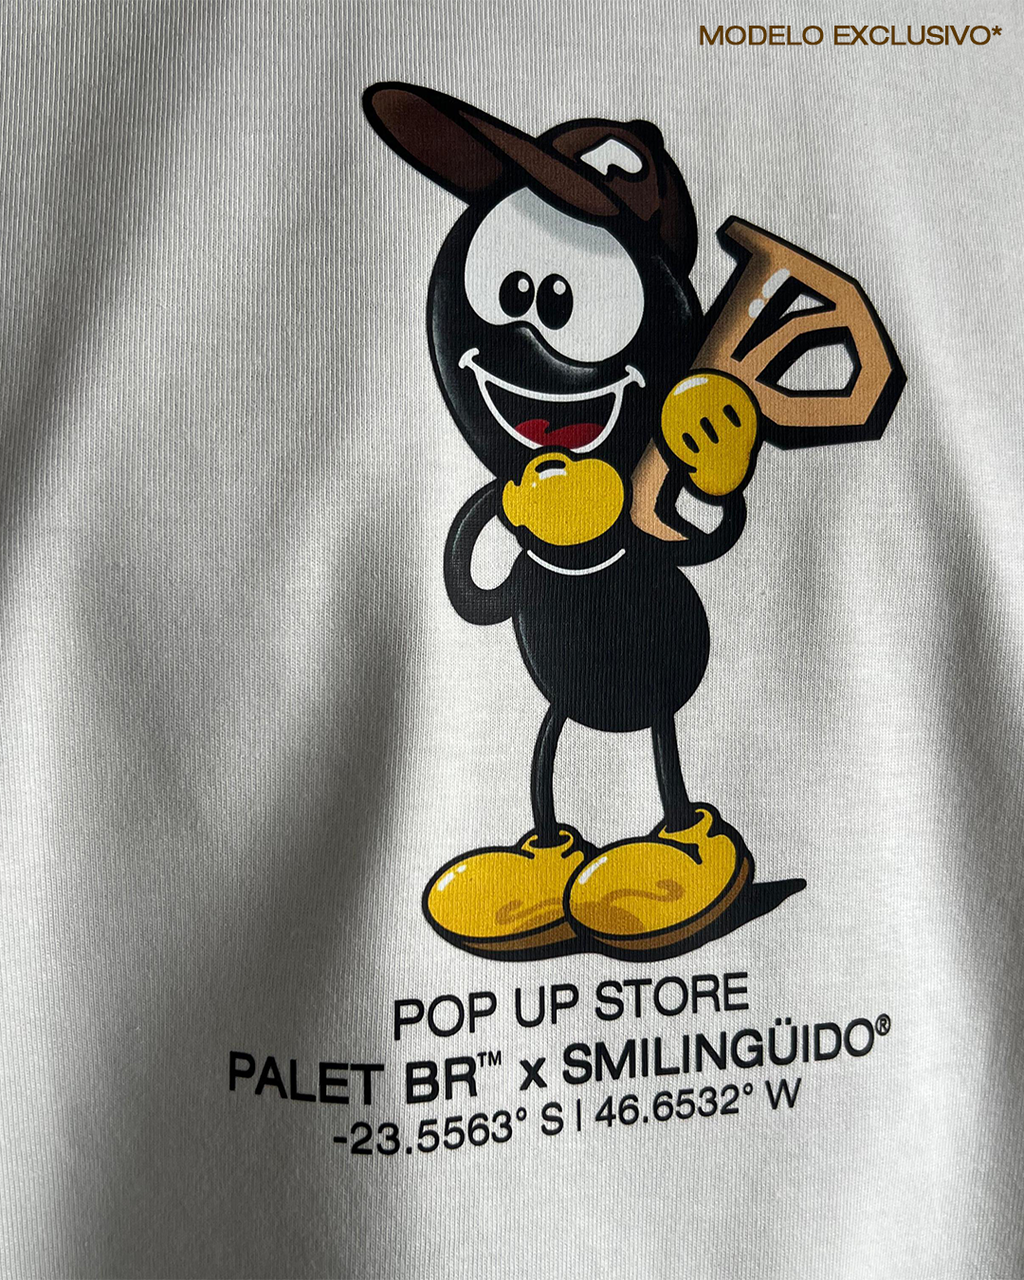 MODELO EXCLUSIVO*
POP UP STORE
PALET BR™ x SMILINGÜIDO®
-23.5563° S | 46.6532° W